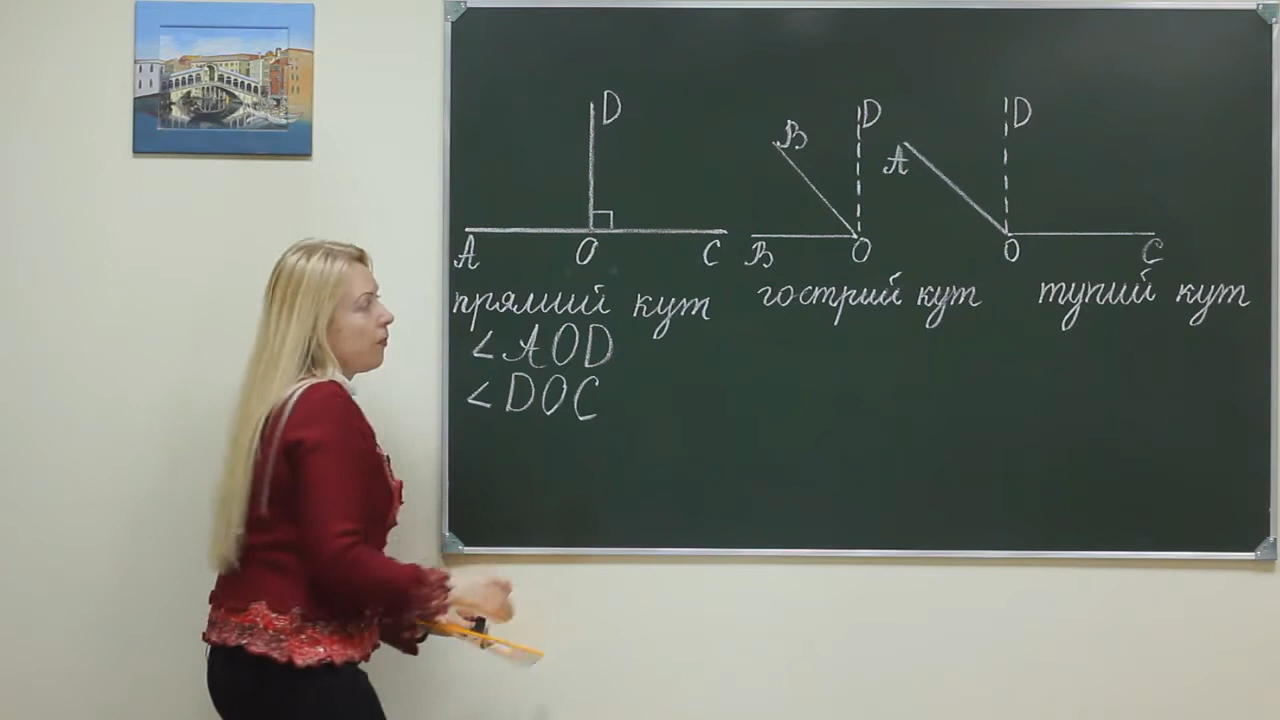 D
A O C
прямий кут
∠AOD
∠DOC
B D
B O
гострий кут
A D
O C
тупий кут